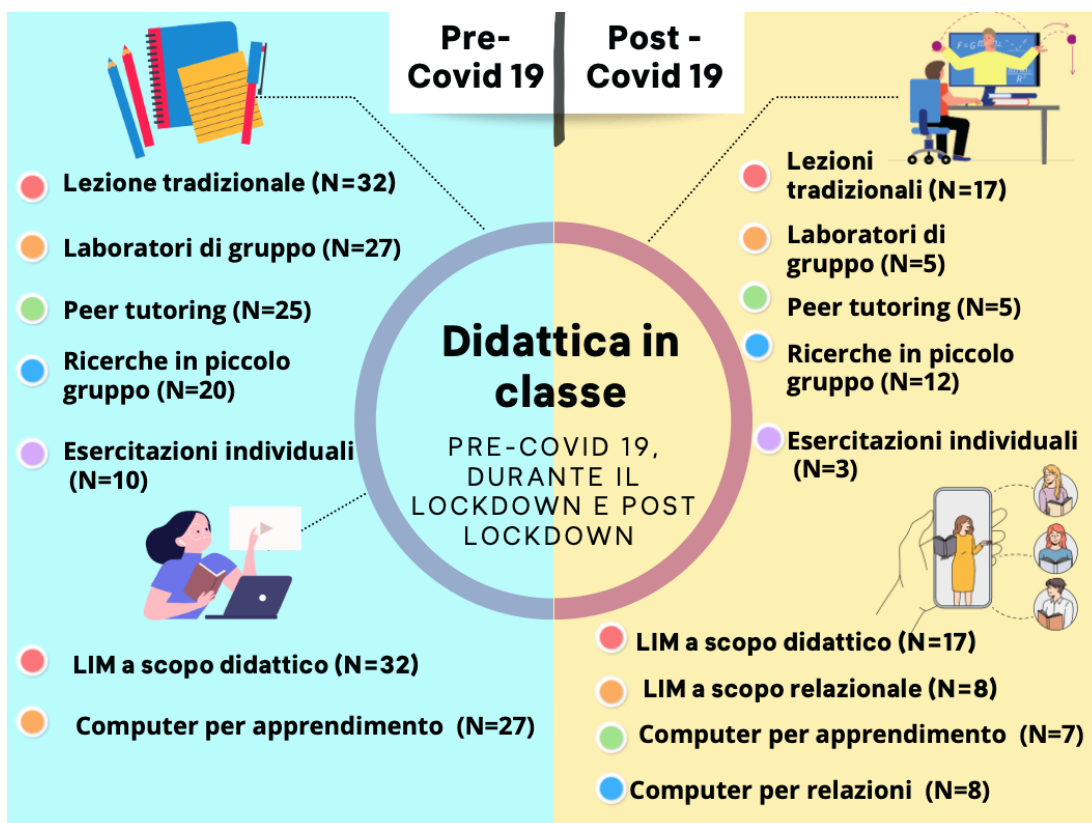 Pre-
Covid 19
Post -
Covid 19
Lezione tradizionale (N=32)
Laboratori di gruppo (N=27)
Peer tutoring (N=25)
Ricerche in piccolo
gruppo (N=20)
Esercitazioni individuali
(N=10)
LIM a scopo didattico (N=32)
Computer per apprendimento (N=27)
Didattica in
classe
PRE-COVID 19,
DURANTE IL
LOCKDOWN E POST
LOCKDOWN
Lezioni
tradizionali (N=17)
Laboratori di
gruppo (N=5)
Peer tutoring (N=5)
Ricerche in piccolo
gruppo (N=12)
Esercitazioni individuali
(N=3)
LIM a scopo didattico (N=17)
LIM a scopo relazionale (N=8)
Computer per apprendimento (N=7)
Computer per relazioni (N=8)